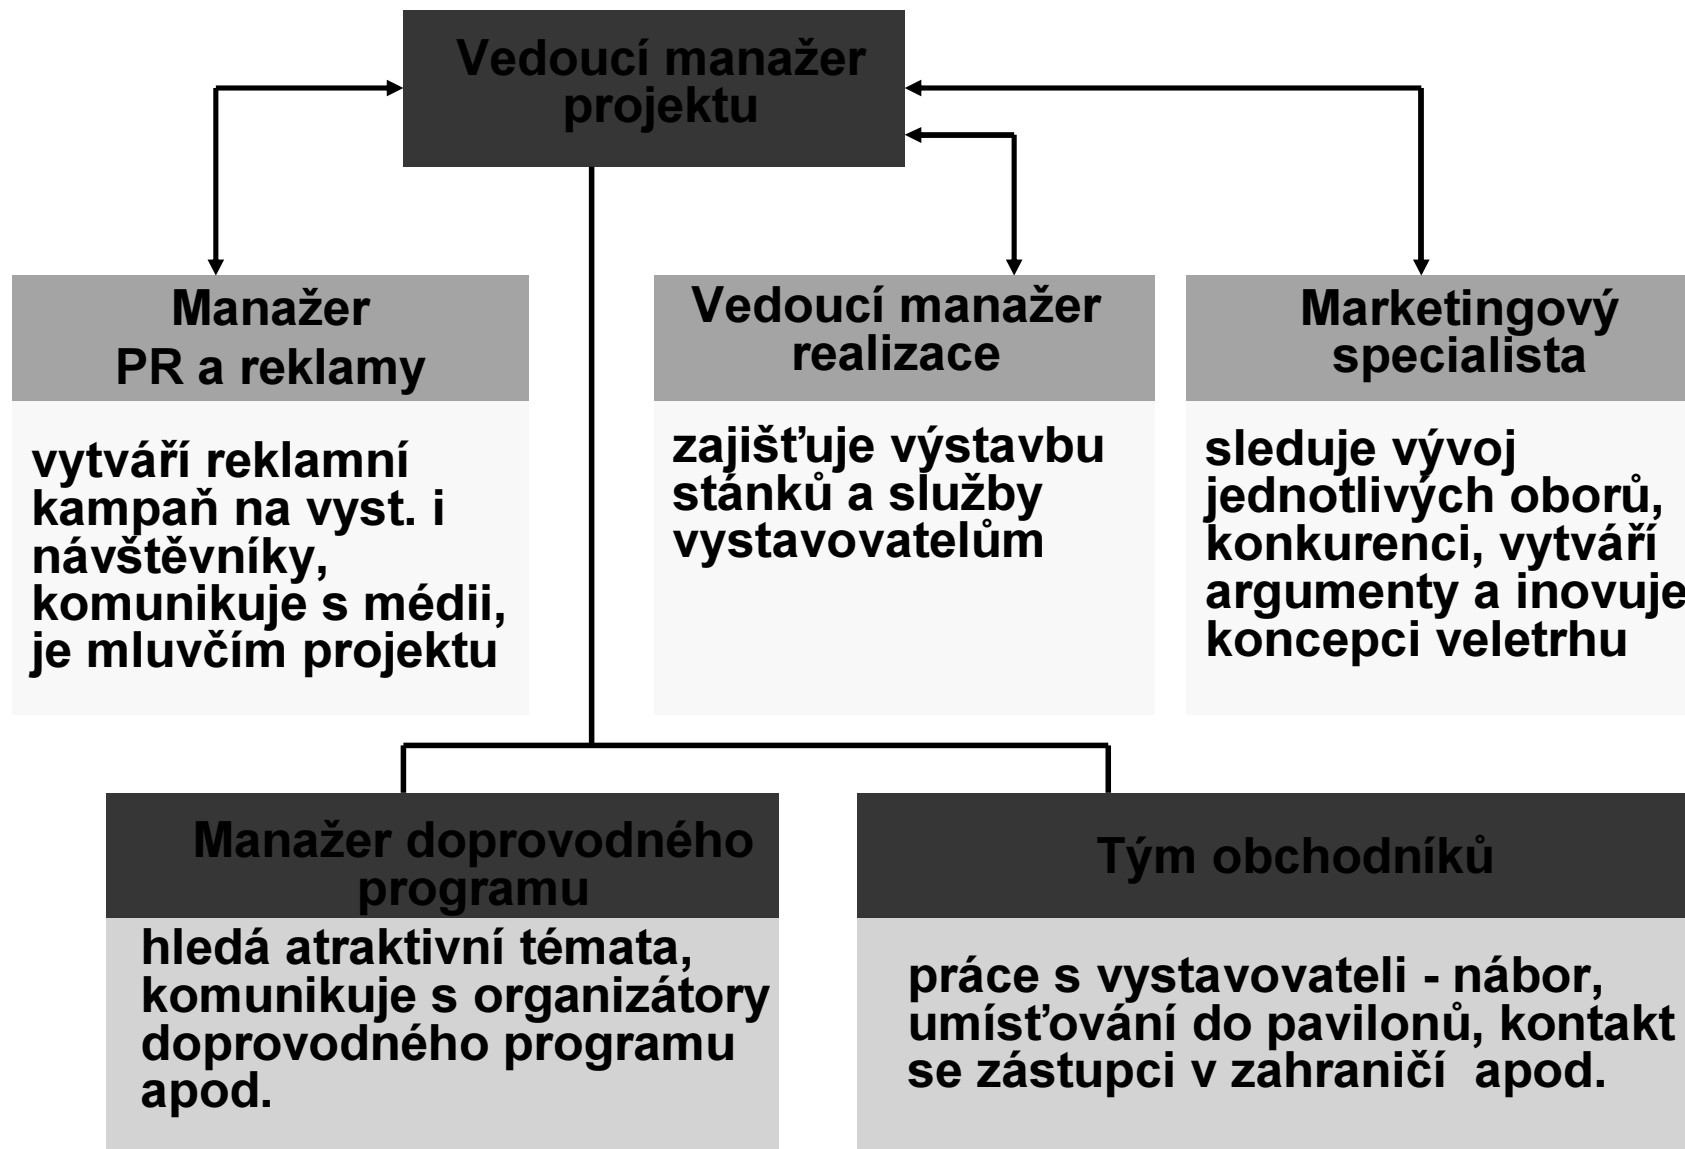 Vedoucí manažer
projektu
Manažer
PR a reklamy
vytváří reklamní
kampaň na vyst. i
návštěvníky,
komunikuje s médii,
je mluvčím projektu
Vedoucí manažer
realizace
zajišťuje výstavbu
stánků a služby
vystavovatelům
Marketingový
specialista
sleduje vývoj
jednotlivých oborů,
konkurenci, vytváří
argumenty a inovuje
koncepci veletrhu
Manažer doprovodného
programu
hledá atraktivní témata,
komunikuje s organizátory
doprovodného programu
apod.
Tým obchodníků
práce s vystavovateli - nábor,
umísťování do pavilonů, kontakt
se zástupci v zahraničí  apod.